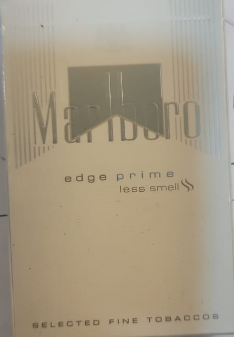 Marlboro
edge prime
less smell
SELECTED FINE TOBACCOS